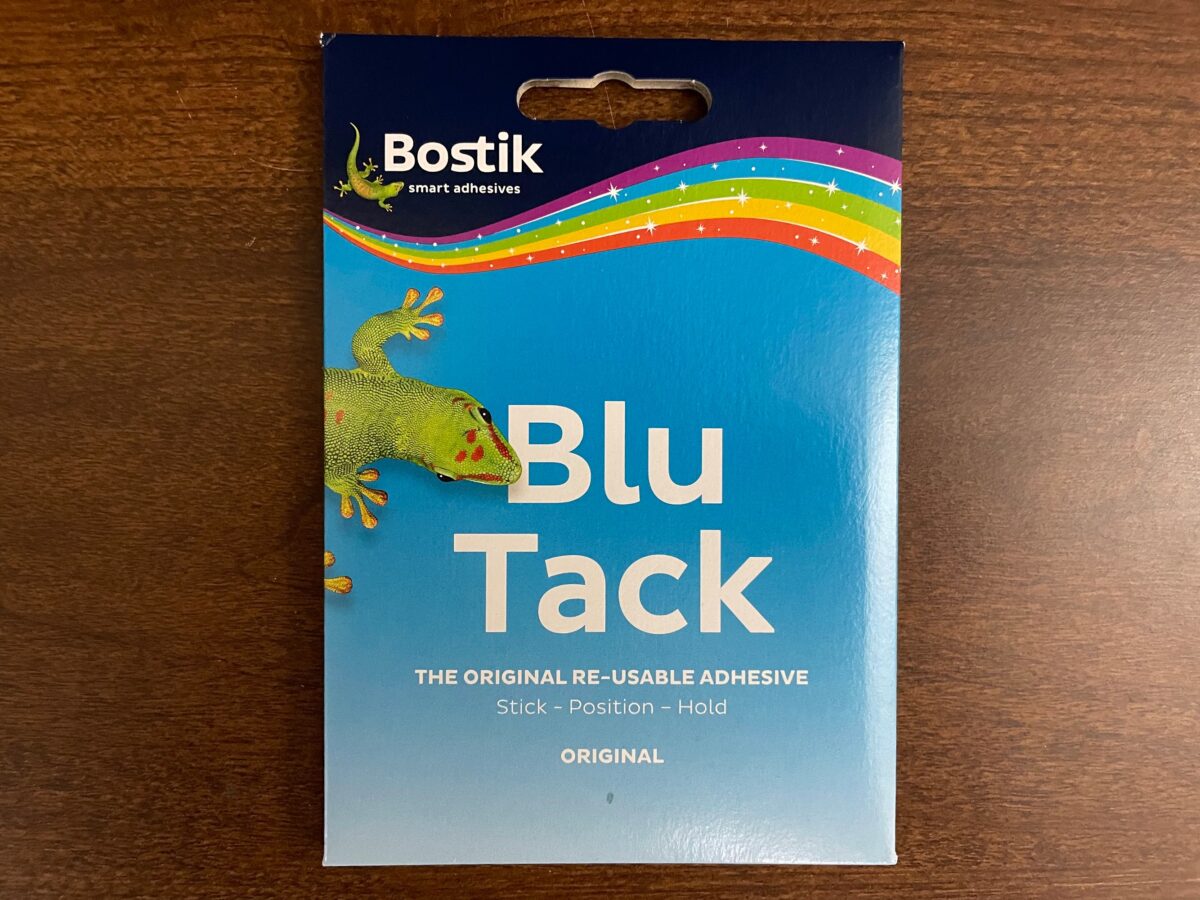 Bostik
smart adhesives
Blu
Tack
THE ORIGINAL RE-USABLE ADHESIVE
Stick - Position - Hold
ORIGINAL